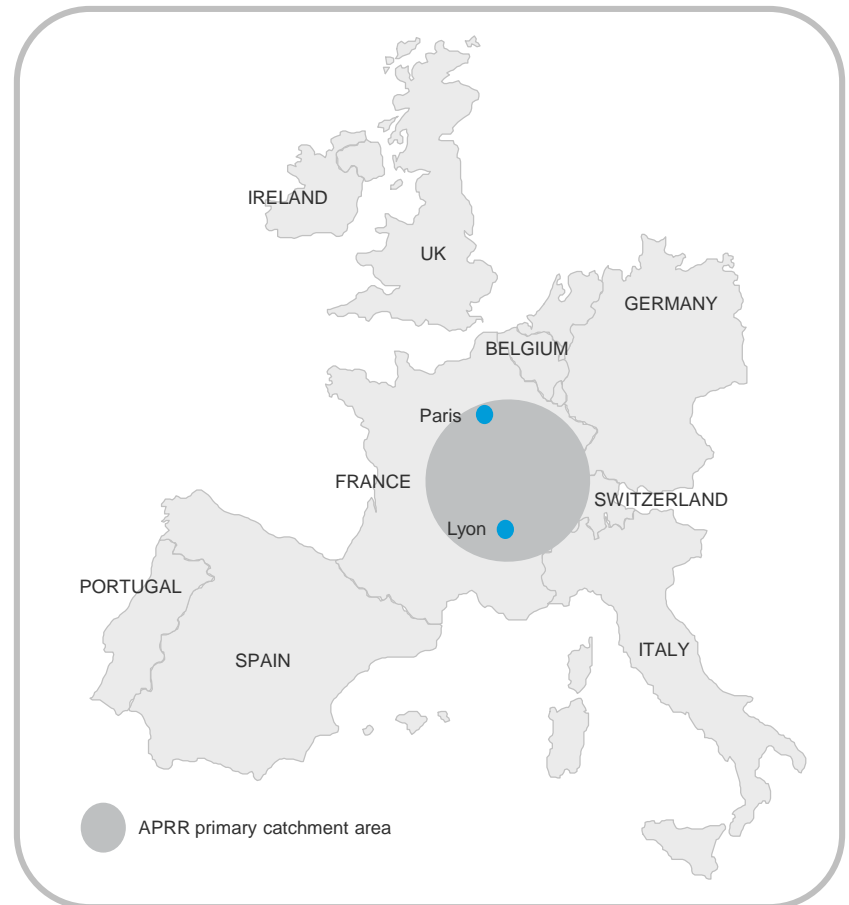 IRELAND
UK
GERMANY
BELGIUM
Paris
FRANCE
SWITZERLAND
Lyon
PORTUGAL
ITALY
SPAIN
APRR primary catchment area